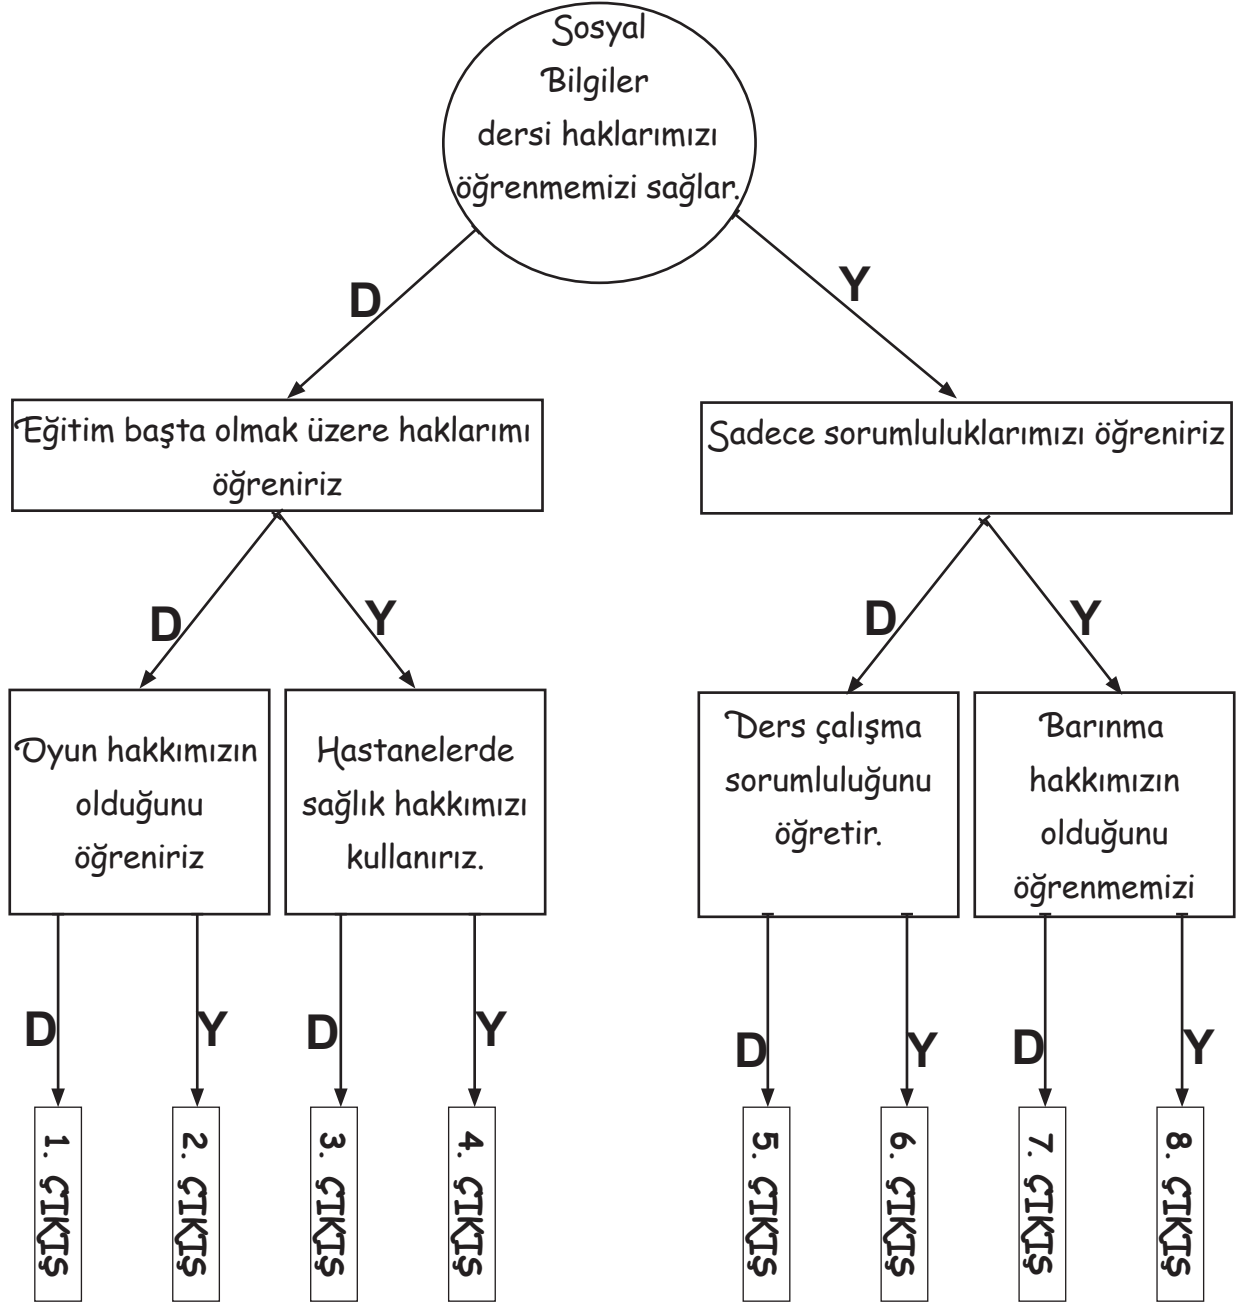 Sosyal
Bilgiler
dersi haklarımızı
öğrenmemizi sağlar.
D
Y
Eğitim başta olmak üzere haklarımı
öğreniriz
Sadece sorumluluklarımızı öğreniriz
D
Y
D
Y
Oyun hakkımızın
olduğunu
öğreniriz
Hastanelerde
sağlık hakkımızı
kullanırız.
Ders çalışma
sorumluluğunu
öğretir.
Barınma
hakkımızın
olduğunu
öğrenmemizi
D
Y
D
Y
D
Y
D
Y
1. ÇIKIŞ
2. ÇIKIŞ
3. ÇIKIŞ
4. ÇIKIŞ
5. ÇIKIŞ
6. ÇIKIŞ
7. ÇIKIŞ
8. ÇIKIŞ